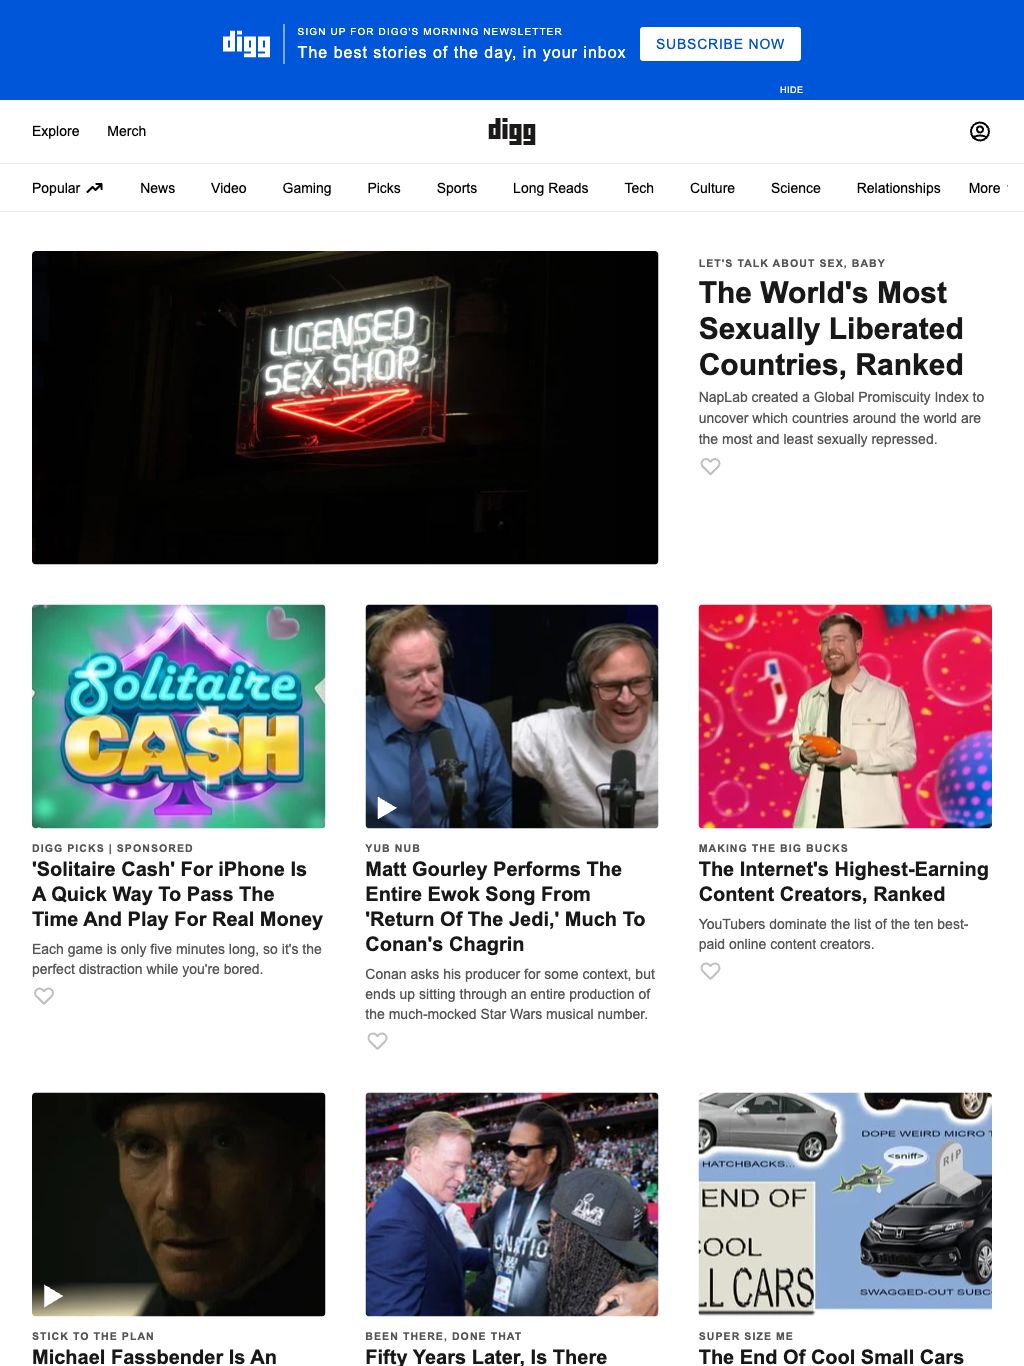 digg
SIGN UP FOR DIGG'S MORNING NEWSLETTER
The best stories of the day, in your inbox
SUBSCRIBE NOW
HIDE
Explore
Merch
digg
Popular
News
Video
Gaming
Picks
Sports
Long Reads
Tech
Culture
Science
Relationships
More
LICENSED
SEX SHOP
LET'S TALK ABOUT SEX, BABY
The World's Most
Sexually Liberated
Countries, Ranked
NapLab created a Global Promiscuity Index to
uncover which countries around the world are
the most and least sexually repressed.
Solitaire
CA$H
DIGG PICKS | SPONSORED
'Solitaire Cash' For iPhone Is
A Quick Way To Pass The
Time And Play For Real Money
Each game is only five minutes long, so it's the
perfect distraction while you're bored.
YUB NUB
Matt Gourley Performs The
Entire Ewok Song From
'Return Of The Jedi,' Much To
Conan's Chagrin
Conan asks his producer for some context, but
ends up sitting through an entire production of
the much-mocked Star Wars musical number.
MAKING THE BIG BUCKS
The Internet's Highest-Earning
Content Creators, Ranked
YouTubers dominate the list of the ten best-
paid online content creators.
STICK TO THE PLAN
Michael Fassbender Is An
BEEN THERE, DONE THAT
Fifty Years Later, Is There
DOPE WEIRD MICRO
HATCHBACKS...
<sniff>
RIP
END OF
COOL
LL CARS
SWAGGED-OUT SUBC
SUPER SIZE ME
The End Of Cool Small Cars